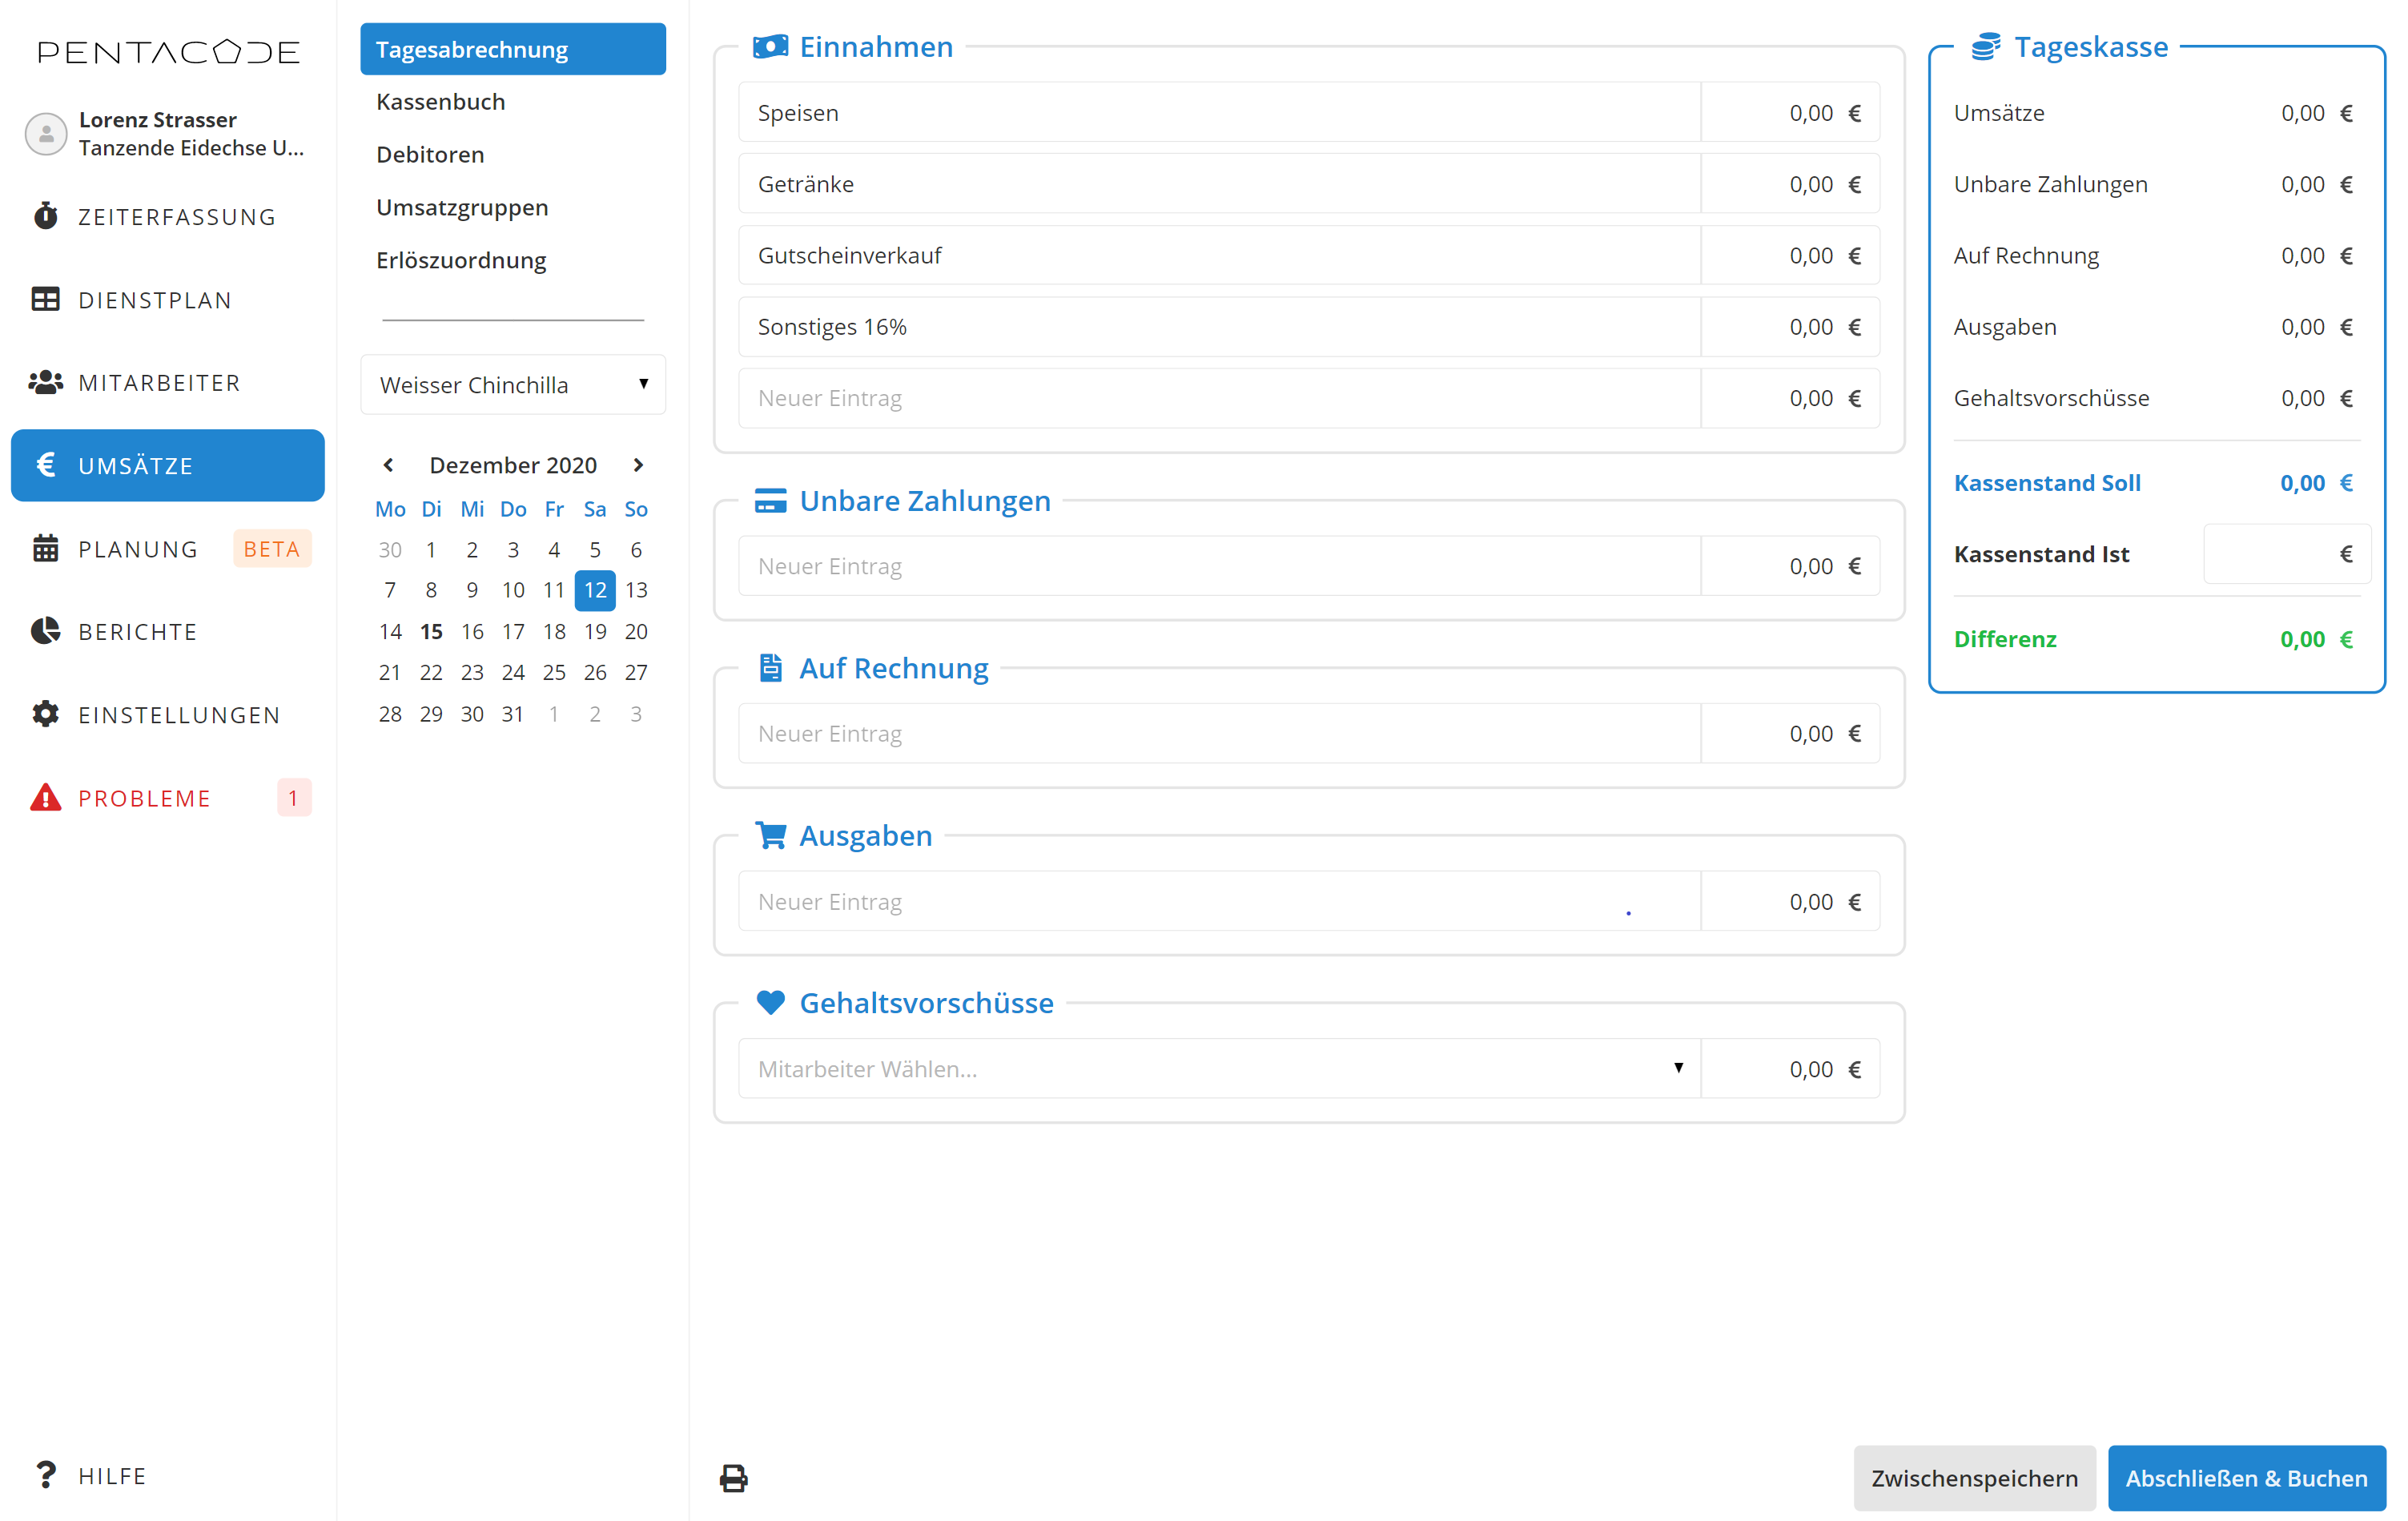 PENTACODE
Lorenz Strasser
Tanzende Eidechse U...
ZEITERFASSUNG
DIENSTPLAN
MITARBEITER
€ UMSÄTZE
PLANUNG BETA
BERICHTE
EINSTELLUNGEN
PROBLEME 1
? HILFE
Tagesabrechnung
Kassenbuch
Debitoren
Umsatzgruppen
Erlöszuordnung
Weisser Chinchilla
Dezember 2020
Mo Di Mi Do Fr Sa So
30 1 2 3 4 5 6
7 8 9 10 11 12 13
14 15 16 17 18 19 20
21 22 23 24 25 26 27
28 29 30 31 1 2 3
Einnahmen
Speisen 0,00 €
Getränke 0,00 €
Gutscheinverkauf 0,00 €
Sonstiges 16% 0,00 €
Neuer Eintrag 0,00 €
Unbare Zahlungen
Neuer Eintrag 0,00 €
Auf Rechnung
Neuer Eintrag 0,00 €
Ausgaben
Neuer Eintrag 0,00 €
Gehaltsvorschüsse
Mitarbeiter Wählen... 0,00 €
Tageskasse
Umsätze 0,00 €
Unbare Zahlungen 0,00 €
Auf Rechnung 0,00 €
Ausgaben 0,00 €
Gehaltsvorschüsse 0,00 €
Kassenstand Soll 0,00 €
Kassenstand Ist €
Differenz 0,00 €
Zwischenspeichern
Abschließen & Buchen